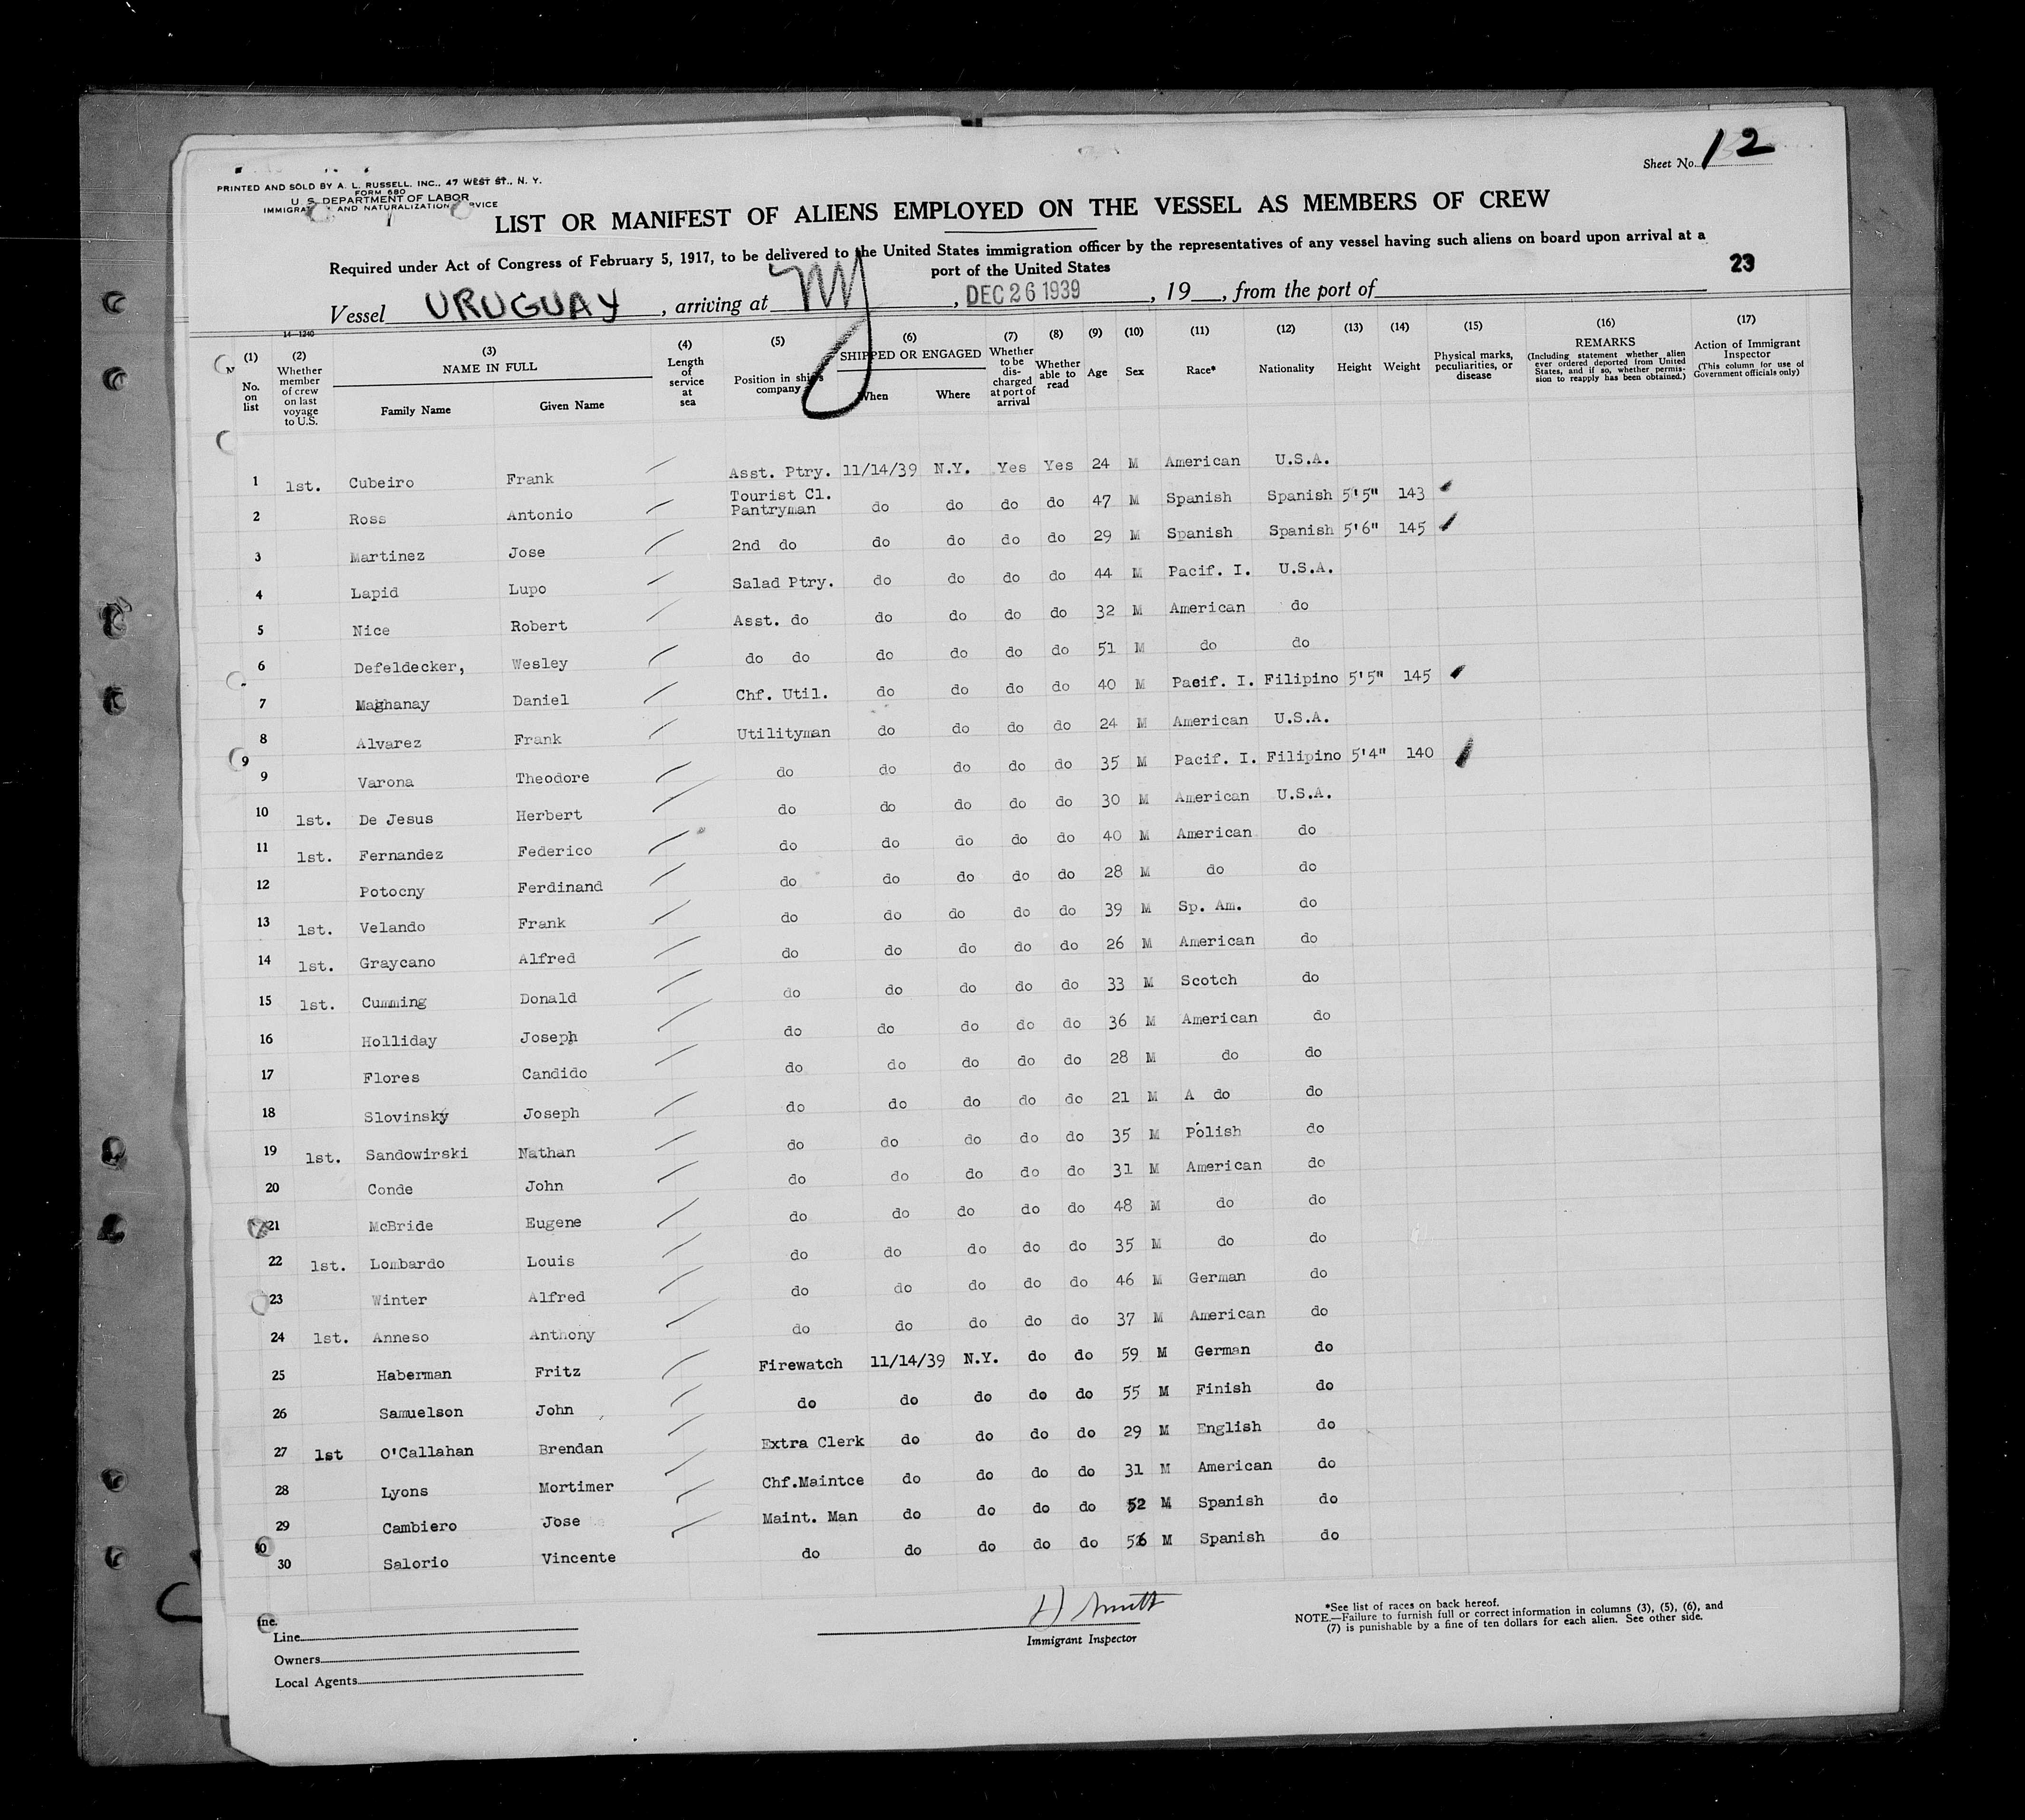 Sheet No. 12
PRINTED AND SOLD BY A. L. RUSSELL, INC., 47 WEST ST., N. Y.
FORM 680
U. S. DEPARTMENT OF LABOR
IMMIGRA AND NATURALIZATION RVICE
LIST OR MANIFEST OF ALIENS EMPLOYED ON THE VESSEL AS MEMBERS OF CREW
Required under Act of Congress of February 5, 1917, to be delivered to the United States immigration officer by the representatives of any vessel having such aliens on board upon arrival at a
port of the United States
23
Vessel URUGUAY, arriving at NY, DEC 26 1939, 19__, from the port of
14-1240
(1) No. on list
(2) Whether member of crew on last voyage to U.S.
(3) NAME IN FULL
Family Name Given Name
(4) Length of service at sea
(5) Position in ship's company
(6) SHIPPED OR ENGAGED
When Where
(7) Whether to be dis-charged at port of arrival
(8) Whether able to read
(9) Age
(10) Sex
(11) Race*
(12) Nationality
(13) Height
(14) Weight
(15) Physical marks, peculiarities, or disease
(16) REMARKS (Including statement whether alien ever ordered deported from United States, and if so, whether permis-sion to reapply has been obtained.)
(17) Action of Immigrant Inspector (This column for use of Government officials only)
1 1st. Cubeiro Frank Asst. Ptry. 11/14/39 N.Y. Yes Yes 24 M American U.S.A.
2 Ross Antonio Tourist Cl. Pantryman do do do do 47 M Spanish Spanish 5'5" 143
3 Martinez Jose 2nd do do do do do 29 M Spanish Spanish 5'6" 145
4 Lapid Lupo Salad Ptry. do do do do 44 M Pacif. I. U.S.A.
5 Nice Robert Asst. do do do do do 32 M American do
6 Defeldecker, Wesley do do do do do do 51 M do do
7 Maghanay Daniel Chf. Util. do do do do 40 M Pacif. I. Filipino 5'5" 145
8 Alvarez Frank Utilityman do do do do 24 M American U.S.A.
9
9 Varona Theodore do do do do do 35 M Pacif. I. Filipino 5'4" 140
10 1st. De Jesus Herbert do do do do do 30 M American U.S.A.
11 1st. Fernandez Federico do do do do do 40 M American do
12 Potocny Ferdinand do do do do do 28 M do do
13 1st. Velando Frank do do do do do 39 M Sp. Am. do
14 1st. Graycano Alfred do do do do do 26 M American do
15 1st. Cumming Donald do do do do do 33 M Scotch do
16 Holliday Joseph do do do do do 36 M American do
17 Flores Candido do do do do do 28 M do do
18 Slovinsky Joseph do do do do do 21 M A do do
19 1st. Sandowirski Nathan do do do do do 35 M Polish do
20 Conde John do do do do do 31 M American do
21 McBride Eugene do do do do do 48 M do do
22 1st. Lombardo Louis do do do do do 35 M do do
23 Winter Alfred do do do do do 46 M German do
24 1st. Anneso Anthony do do do do do 37 M American do
25 Haberman Fritz Firewatch 11/14/39 N.Y. do do 59 M German do
26 Samuelson John do do do do do 55 M Finish do
27 1st O'Callahan Brendan Extra Clerk do do do do 29 M English do
28 Lyons Mortimer Chf.Maintce do do do do 31 M American do
29 Cambiero Jose Maint. Man do do do do 52 M Spanish do
30 Salorio Vincente do do do do do 56 M Spanish do
Line
Owners
Local Agents
Immigrant Inspector
*See list of races on back hereof.
NOTE.—Failure to furnish full or correct information in columns (3), (5), (6), and
(7) is punishable by a fine of ten dollars for each alien. See other side.